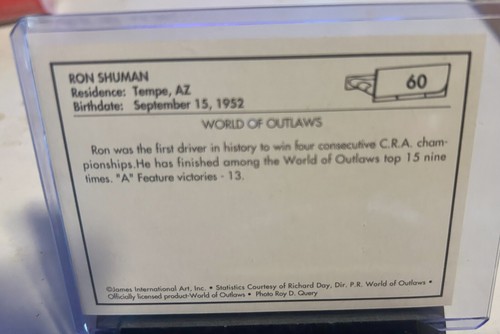 RON SHUMAN
Residence: Tempe, AZ
Birthdate: September 15, 1952
60
WORLD OF OUTLAWS
Ron was the first driver in history to win four consecutive C.R.A. cham-
pionships.He has finished among the World of Outlaws top 15 nine
times. "A" Feature victories - 13.
©James International Art, Inc. • Statistics Courtesy of Richard Day, Dir. P.R. World of Outlaws •
Officially licensed product-World of Outlaws • Photo Roy D. Query